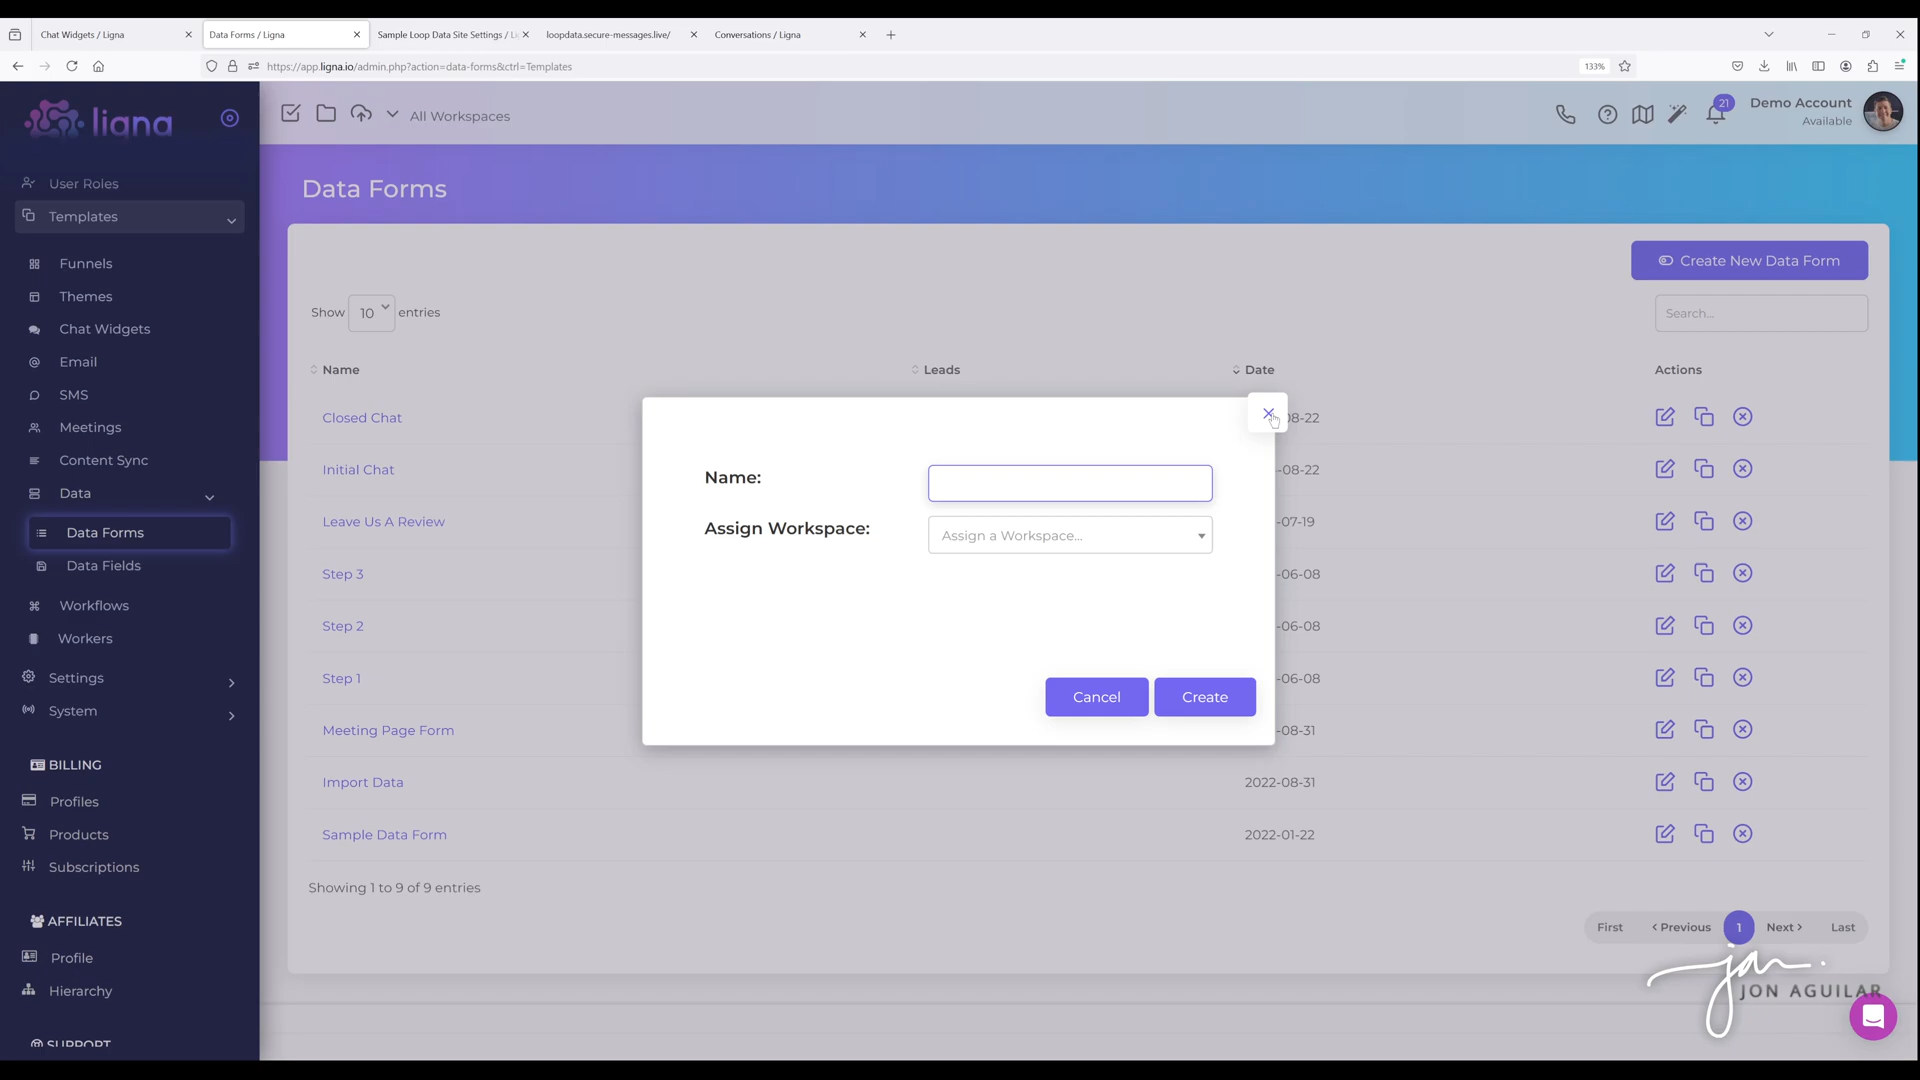 Chat Widgets / Ligna
Data Forms / Ligna
Sample Loop Data Site Settings / Li
loopdata.secure-messages.live/
Conversations / Ligna
https://app.ligna.io/admin.php?action=data-forms&ctrl=Templates
133%
ligna
All Workspaces
21
Demo Account
Available
User Roles
Templates
Funnels
Themes
Chat Widgets
Email
SMS
Meetings
Content Sync
Data
Data Forms
Data Fields
Workflows
Workers
Settings
System
BILLING
Profiles
Products
Subscriptions
AFFILIATES
Profile
Hierarchy
SUPPORT
Data Forms
Create New Data Form
Show 10 entries
Search...
Name Leads Date Actions
Closed Chat 08-22
Initial Chat -08-22
Leave Us A Review -07-19
Step 3 -06-08
Step 2 -06-08
Step 1 -06-08
Meeting Page Form -08-31
Import Data 2022-08-31
Sample Data Form 2022-01-22
Name:
Assign Workspace: Assign a Workspace...
Cancel Create
Showing 1 to 9 of 9 entries
First < Previous 1 Next > Last
jon.
JON AGUILAR